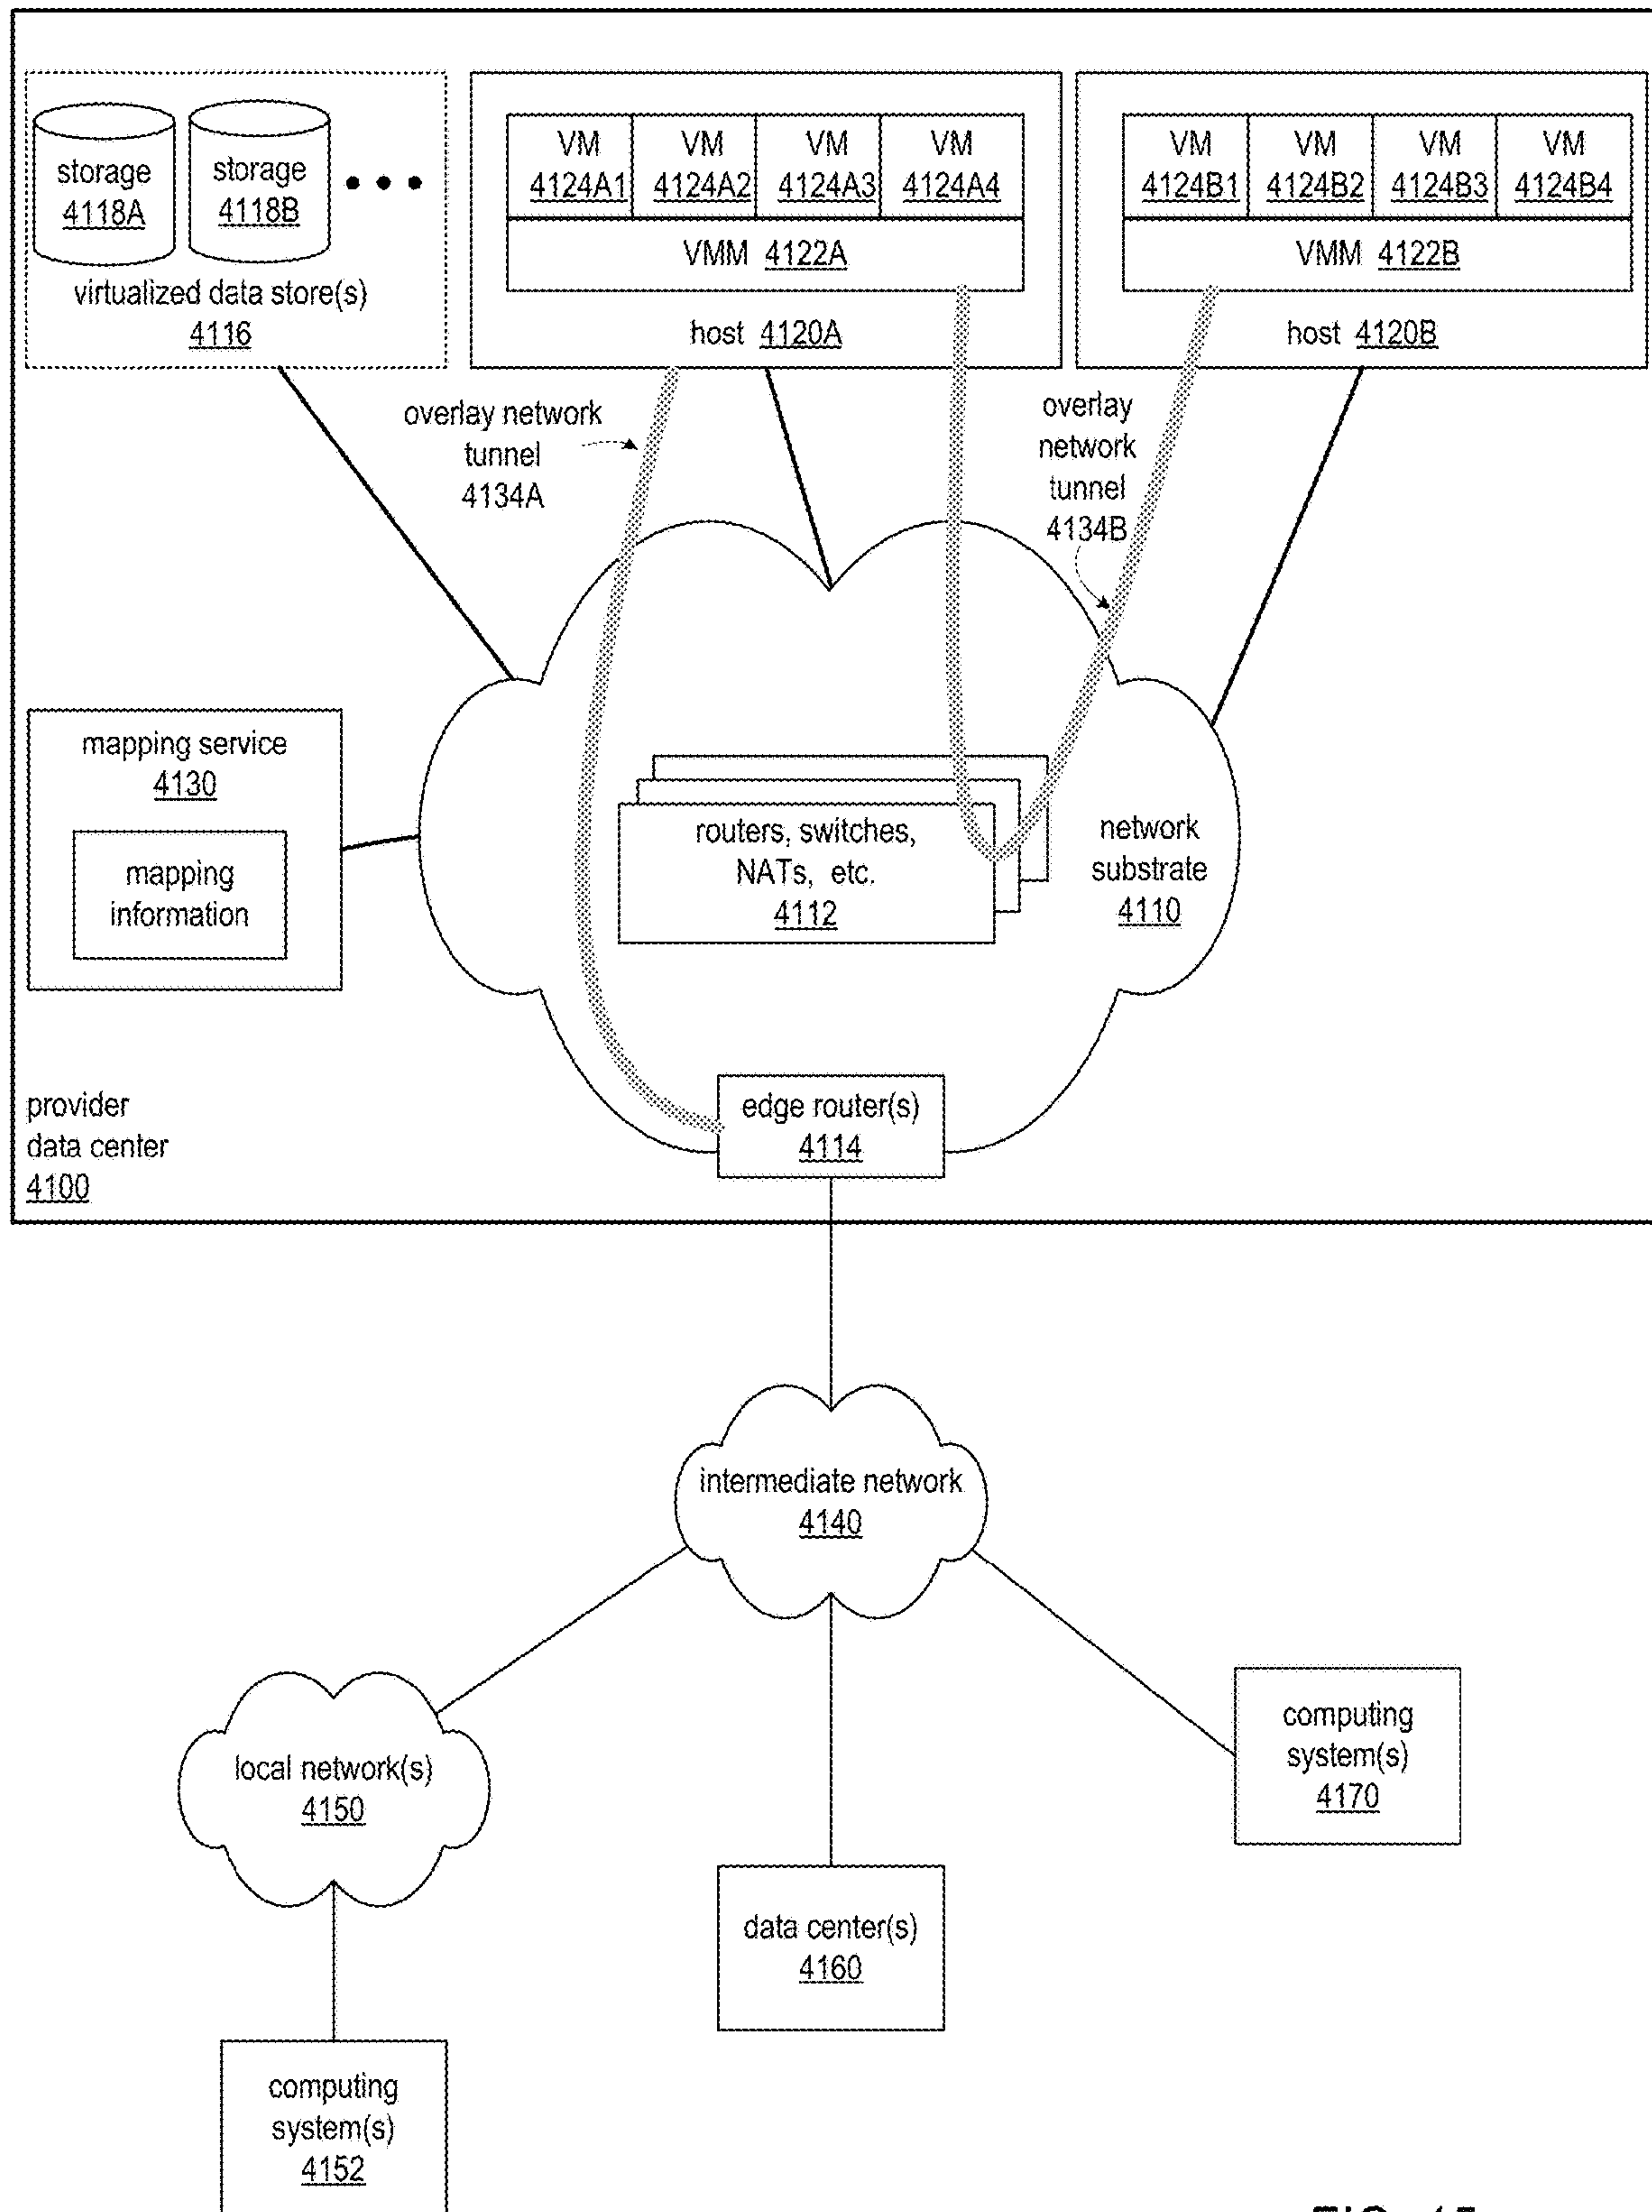 storage
4118A
storage
4118B
virtualized data store(s)
4116
VM
4124A1
VM
4124A2
VM
4124A3
VM
4124A4
VMM 4122A
host 4120A
VM
4124B1
VM
4124B2
VM
4124B3
VM
4124B4
VMM 4122B
host 4120B
overlay network
tunnel
4134A
overlay
network
tunnel
4134B
mapping service
4130
mapping
information
routers, switches,
NATs, etc.
4112
network
substrate
4110
edge router(s)
4114
provider
data center
4100
intermediate network
4140
local network(s)
4150
computing
system(s)
4170
data center(s)
4160
computing
system(s)
4152